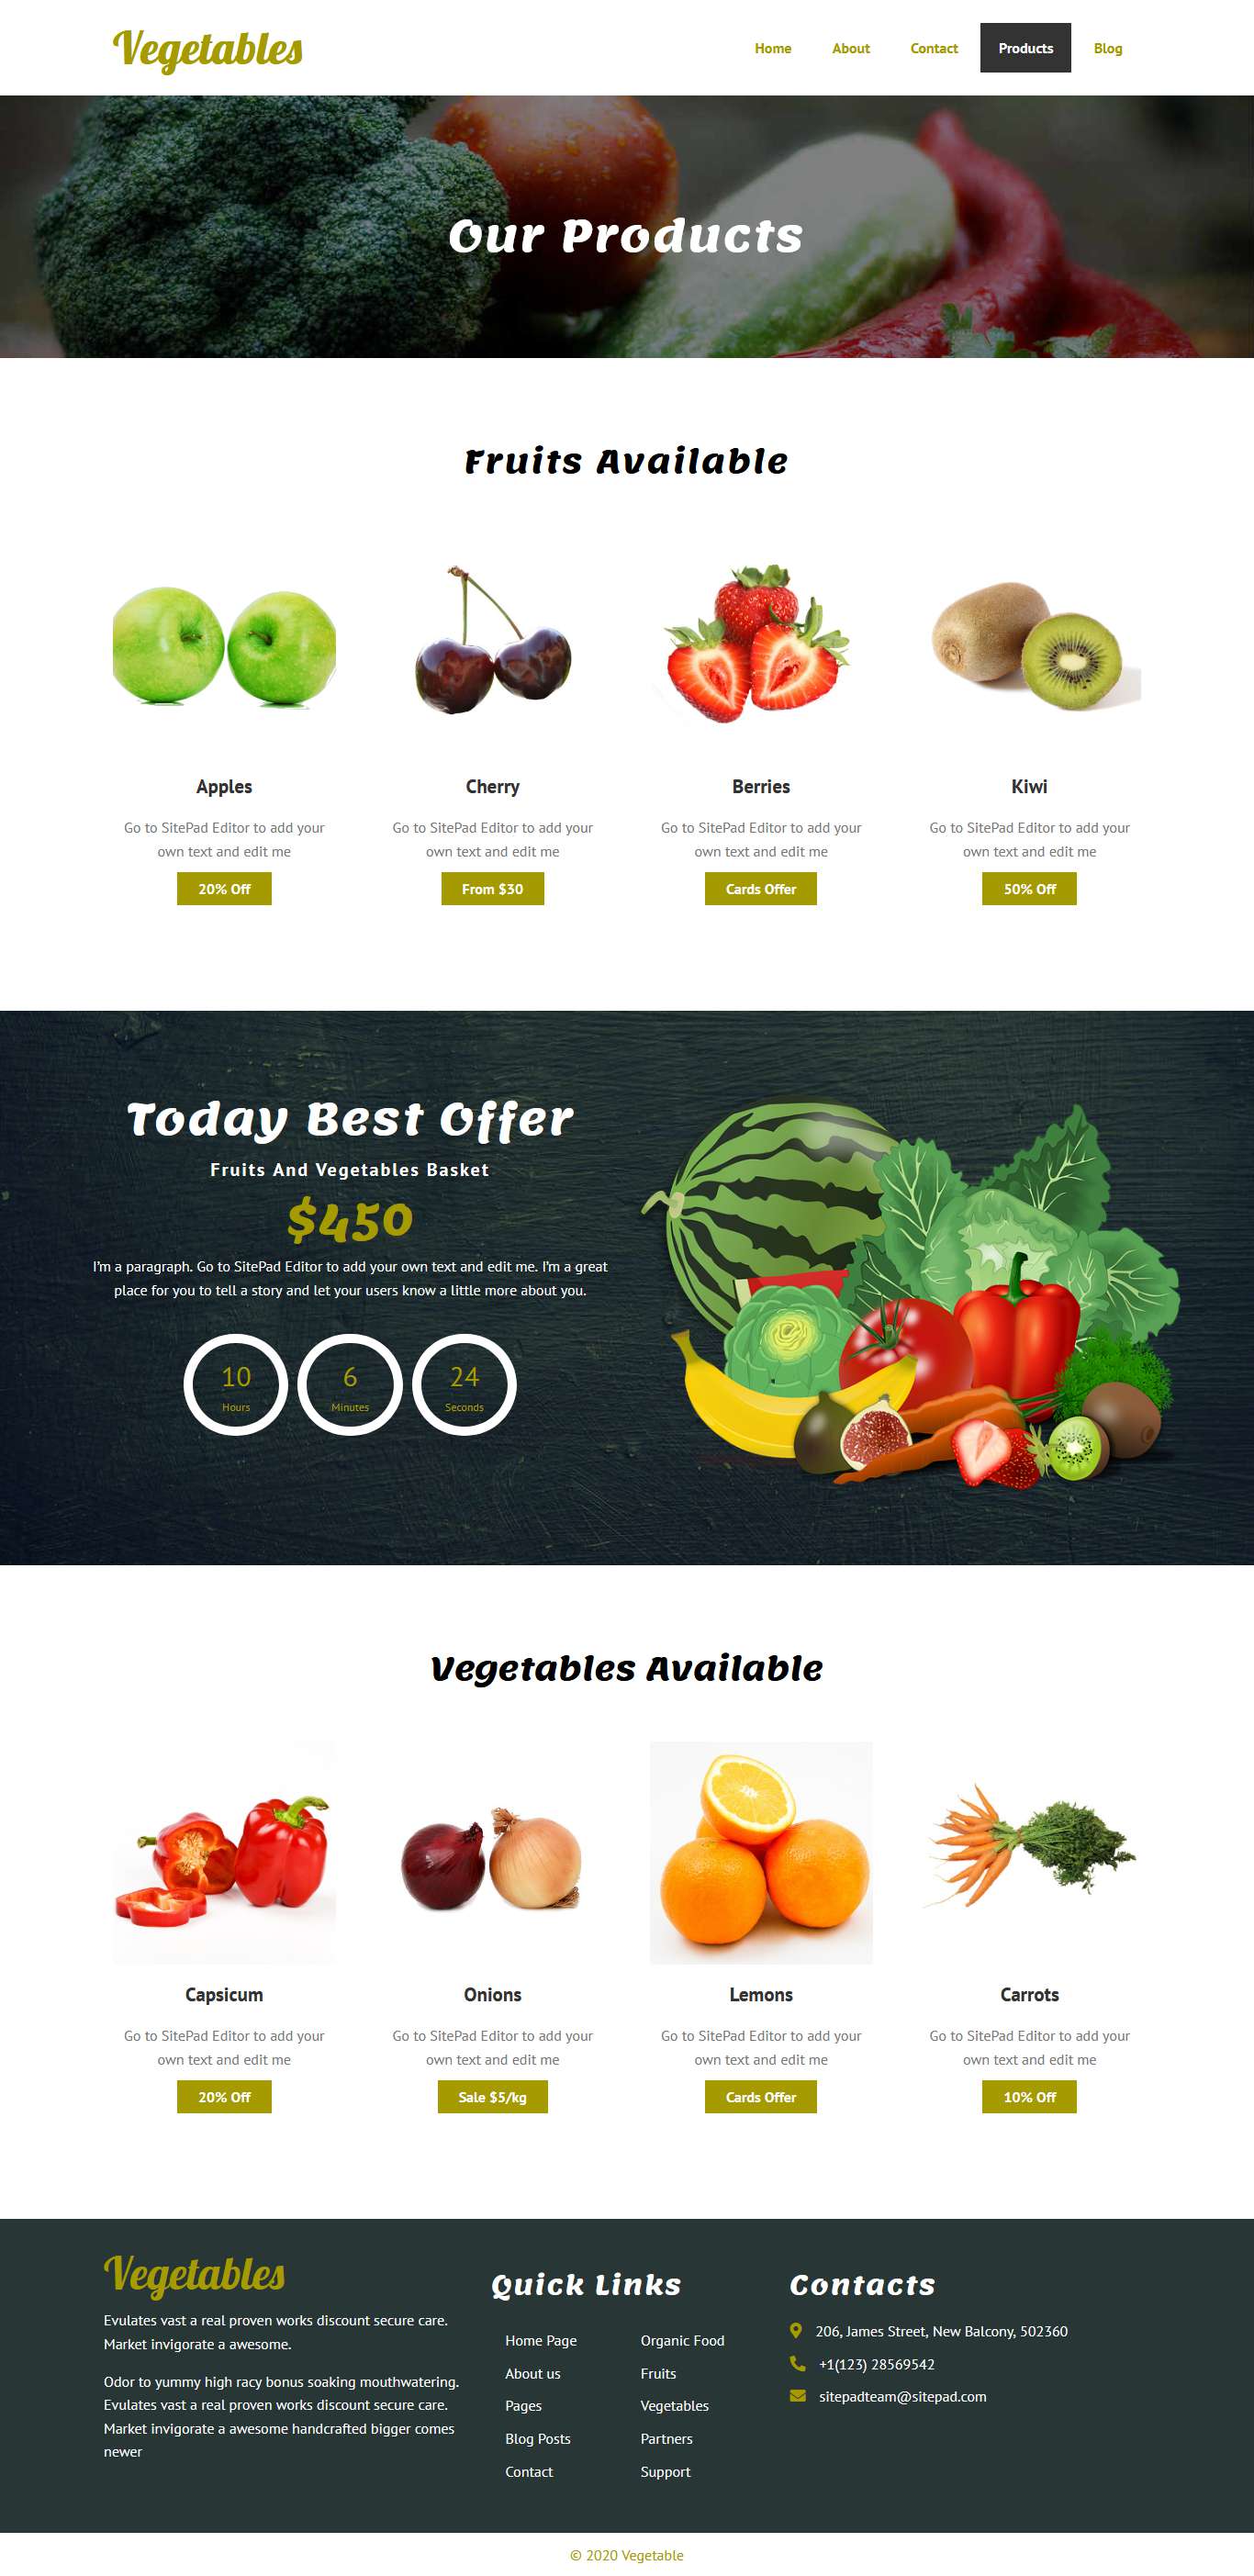 Vegetables
Home About Contact Products Blog
Our Products
Fruits Available
Apples
Go to SitePad Editor to add your
own text and edit me
20% Off
Cherry
Go to SitePad Editor to add your
own text and edit me
From $30
Berries
Go to SitePad Editor to add your
own text and edit me
Cards Offer
Kiwi
Go to SitePad Editor to add your
own text and edit me
50% Off
Today Best Offer
Fruits And Vegetables Basket
$450
I'm a paragraph. Go to SitePad Editor to add your own text and edit me. I'm a great
place for you to tell a story and let your users know a little more about you.
10
Hours
6
Minutes
24
Seconds
Vegetables Available
Capsicum
Go to SitePad Editor to add your
own text and edit me
20% Off
Onions
Go to SitePad Editor to add your
own text and edit me
Sale $5/kg
Lemons
Go to SitePad Editor to add your
own text and edit me
Cards Offer
Carrots
Go to SitePad Editor to add your
own text and edit me
10% Off
Vegetables
Evulates vast a real proven works discount secure care.
Market invigorate a awesome.
Odor to yummy high racy bonus soaking mouthwatering.
Evulates vast a real proven works discount secure care.
Market invigorate a awesome handcrafted bigger comes
newer
Quick Links
Home Page
About us
Pages
Blog Posts
Contact
Organic Food
Fruits
Vegetables
Partners
Support
Contacts
206, James Street, New Balcony, 502360
+1(123) 28569542
sitepadteam@sitepad.com
© 2020 Vegetable